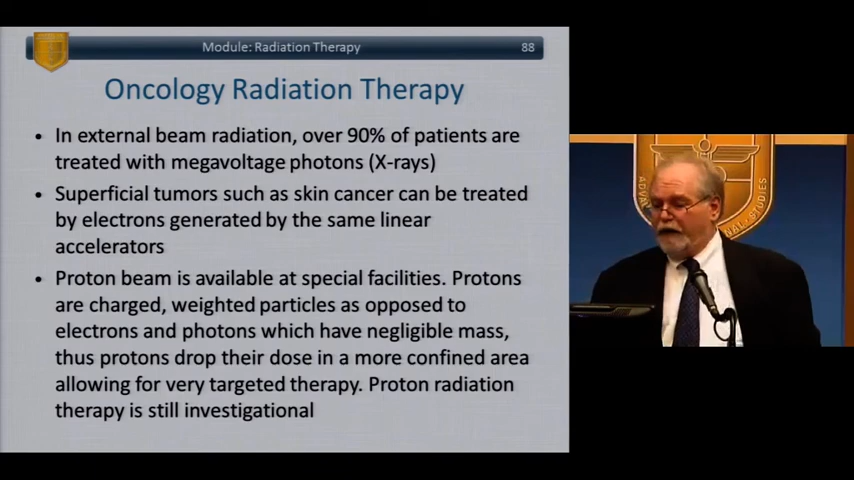 Module: Radiation Therapy
88
Oncology Radiation Therapy
• In external beam radiation, over 90% of patients are
treated with megavoltage photons (X-rays)
• Superficial tumors such as skin cancer can be treated
by electrons generated by the same linear
accelerators
• Proton beam is available at special facilities. Protons
are charged, weighted particles as opposed to
electrons and photons which have negligible mass,
thus protons drop their dose in a more confined area
allowing for very targeted therapy. Proton radiation
therapy is still investigational